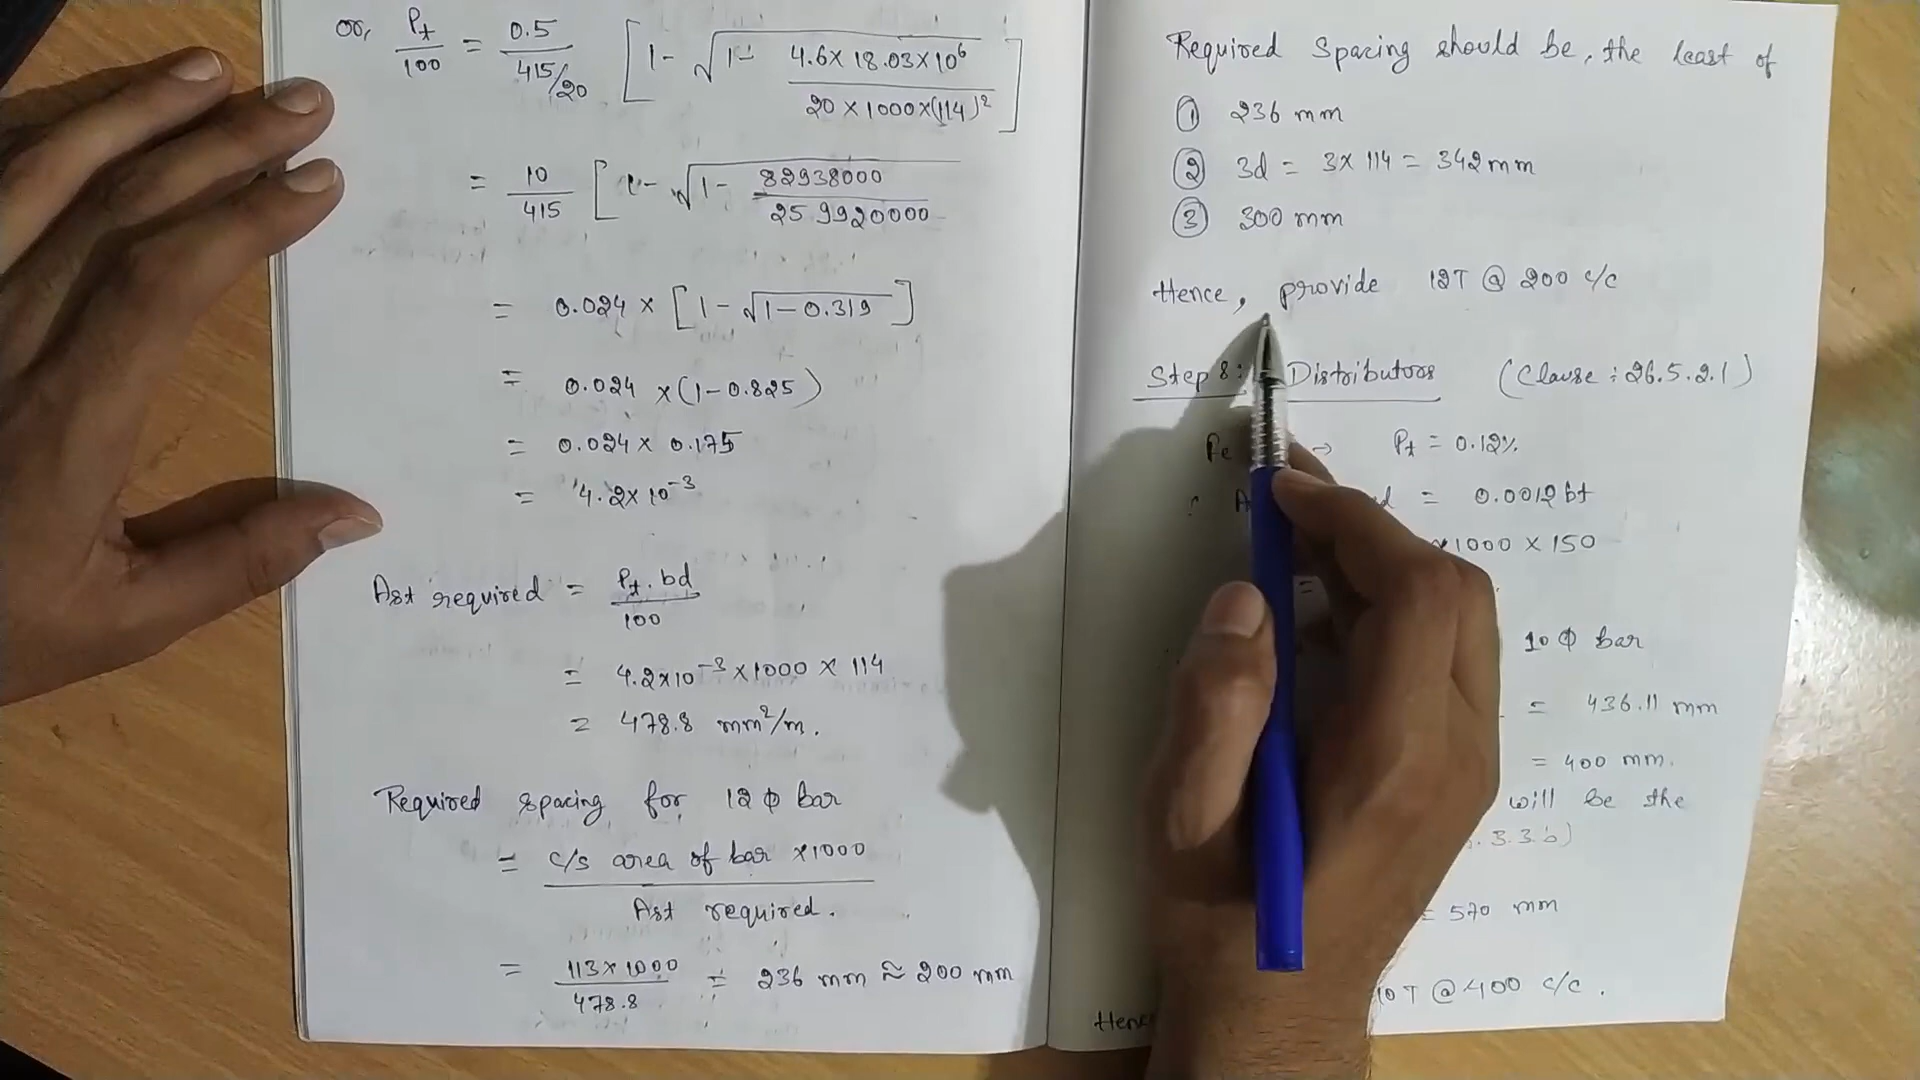 or, Pt/100 = 0.5/(415/20) [1 - √(1 - (4.6 x 18.03 x 10^6)/(20 x 1000 x (114)^2))]
= 10/415 [1 - √(1 - 82938000/259920000)]
= 0.024 x [1 - √(1 - 0.319)]
= 0.024 x (1 - 0.825)
= 0.024 x 0.175
= 4.2 x 10^-3
Ast required = Pt. bd/100
= 4.2 x 10^-3 x 1000 x 114
= 478.8 mm²/m.
Required spacing for 12 ϕ bar
= c/s area of bar x 1000
Ast required.
= 113 x 1000/478.8 = 236 mm ≈ 200 mm
Required Spacing should be, the least of
① 236 mm
② 3d = 3 x 114 = 342 mm
③ 300 mm
Hence, provide 12T @ 200 c/c
Step 8: Distributors (Clause : 26.5.2.1)
Fe → Pt = 0.12%
= 0.0012 bt
x 1000 x 150
=
10 ϕ bar
= 436.11 mm
= 400 mm.
will be the
.3.3.b)
= 570 mm
Hence 10T @ 400 c/c.